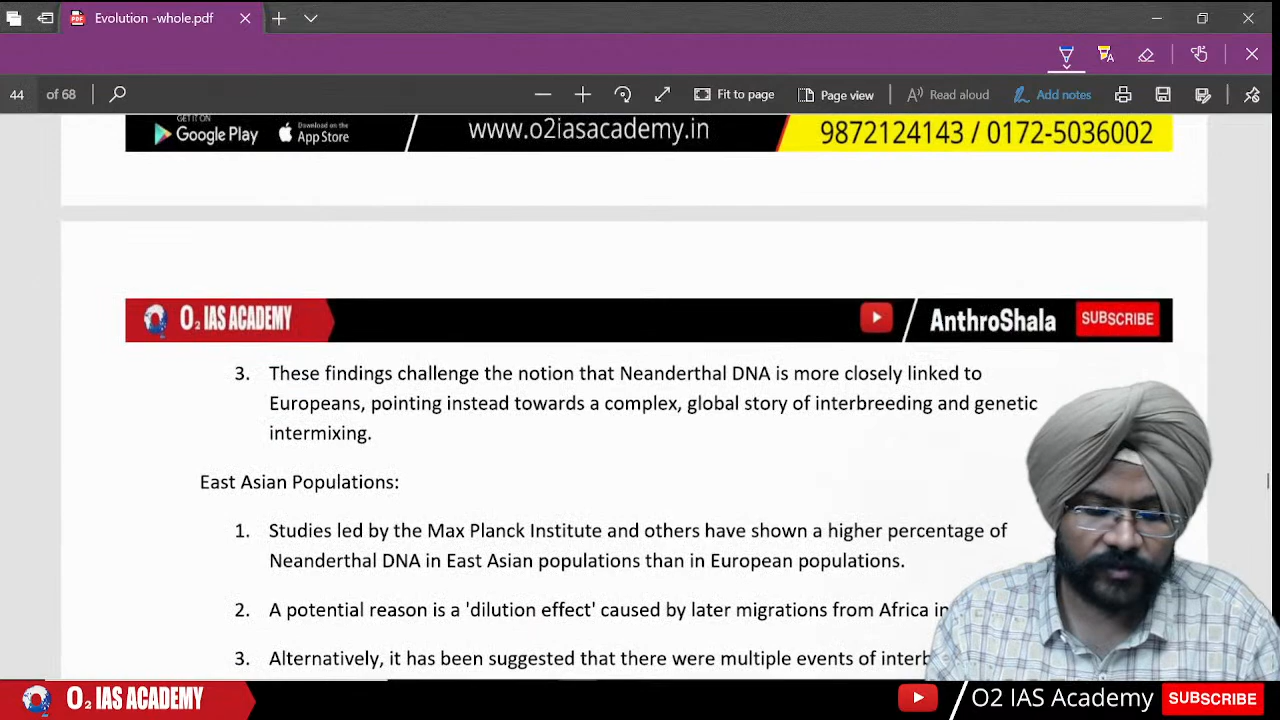 Evolution -whole.pdf
44 of 68
Fit to page
Page view
Read aloud
Add notes
GET IT ON
Google Play
Download on the
App Store
www.o2iasacademy.in
9872124143 / 0172-5036002
O2 IAS ACADEMY
AnthroShala
SUBSCRIBE
3. These findings challenge the notion that Neanderthal DNA is more closely linked to
Europeans, pointing instead towards a complex, global story of interbreeding and genetic
intermixing.
East Asian Populations:
1. Studies led by the Max Planck Institute and others have shown a higher percentage of
Neanderthal DNA in East Asian populations than in European populations.
2. A potential reason is a 'dilution effect' caused by later migrations from Africa
3. Alternatively, it has been suggested that there were multiple events of
O2 IAS ACADEMY
O2 IAS Academy
SUBSCRIBE